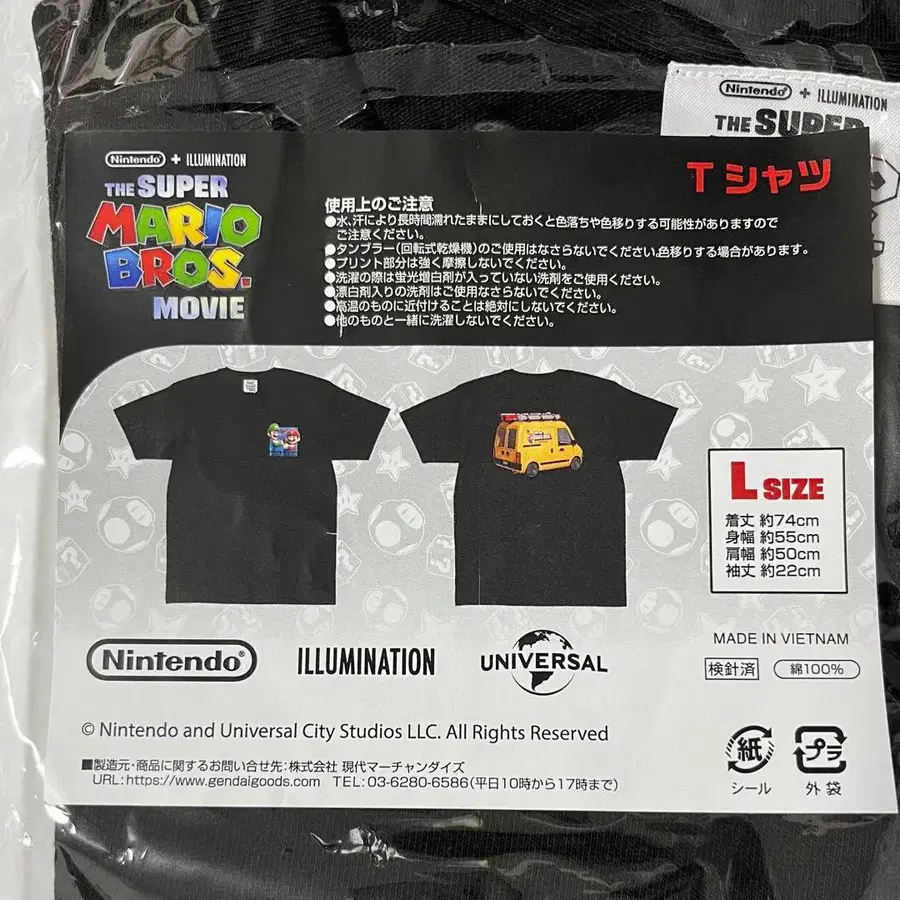 Nintendo + ILLUMINATION
THE SUPER
Nintendo + ILLUMINATION
THE SUPER
MARIO
BROS.
MOVIE
Tシャツ
使用上のご注意
●水、汗により長時間濡れたままにしておくと色落ちや色移りする可能性がありますので
ご注意ください。
●タンブラー(回転式乾燥機)のご使用はなさらないでください。色移りする場合があります。
●プリント部分は強く摩擦しないでください。
●洗濯の際は蛍光増白剤が入っていない洗剤をご使用ください。
●漂白剤入りの洗剤はご使用なさらないでください。
●高温のものに近付けることは絶対にしないでください。
●他のものと一緒に洗濯しないでください。
L SIZE
着丈 約74cm
身幅 約55cm
肩幅 約50cm
袖丈 約22cm
Nintendo
ILLUMINATION
UNIVERSAL
MADE IN VIETNAM
検針済
綿100%
© Nintendo and Universal City Studios LLC. All Rights Reserved
■製造元・商品に関するお問い合せ先：株式会社 現代マーチャンダイズ
URL:https://www.gendaigoods.com TEL:03-6280-6586(平日10時から17時まで)
紙
シール
プラ
外袋